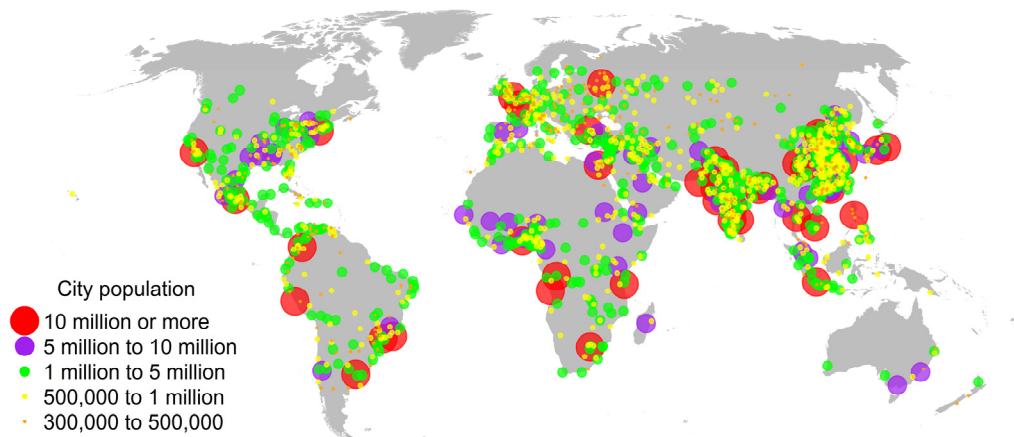 City population
10 million or more
5 million to 10 million
1 million to 5 million
500,000 to 1 million
300,000 to 500,000